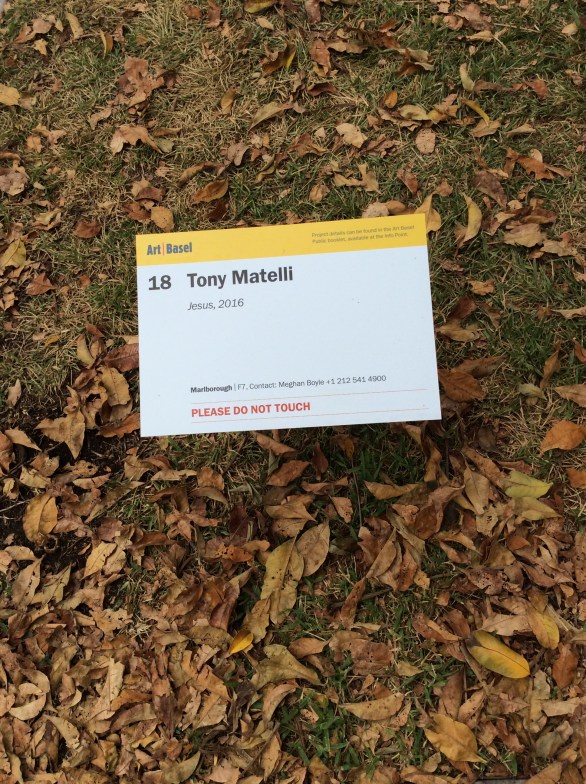 Art|Basel
Project details can be found in the Art Basel
Public booklet, available at the Info Point.
18 Tony Matelli
Jesus, 2016
Marlborough | F7, Contact: Meghan Boyle +1 212 541 4900
PLEASE DO NOT TOUCH